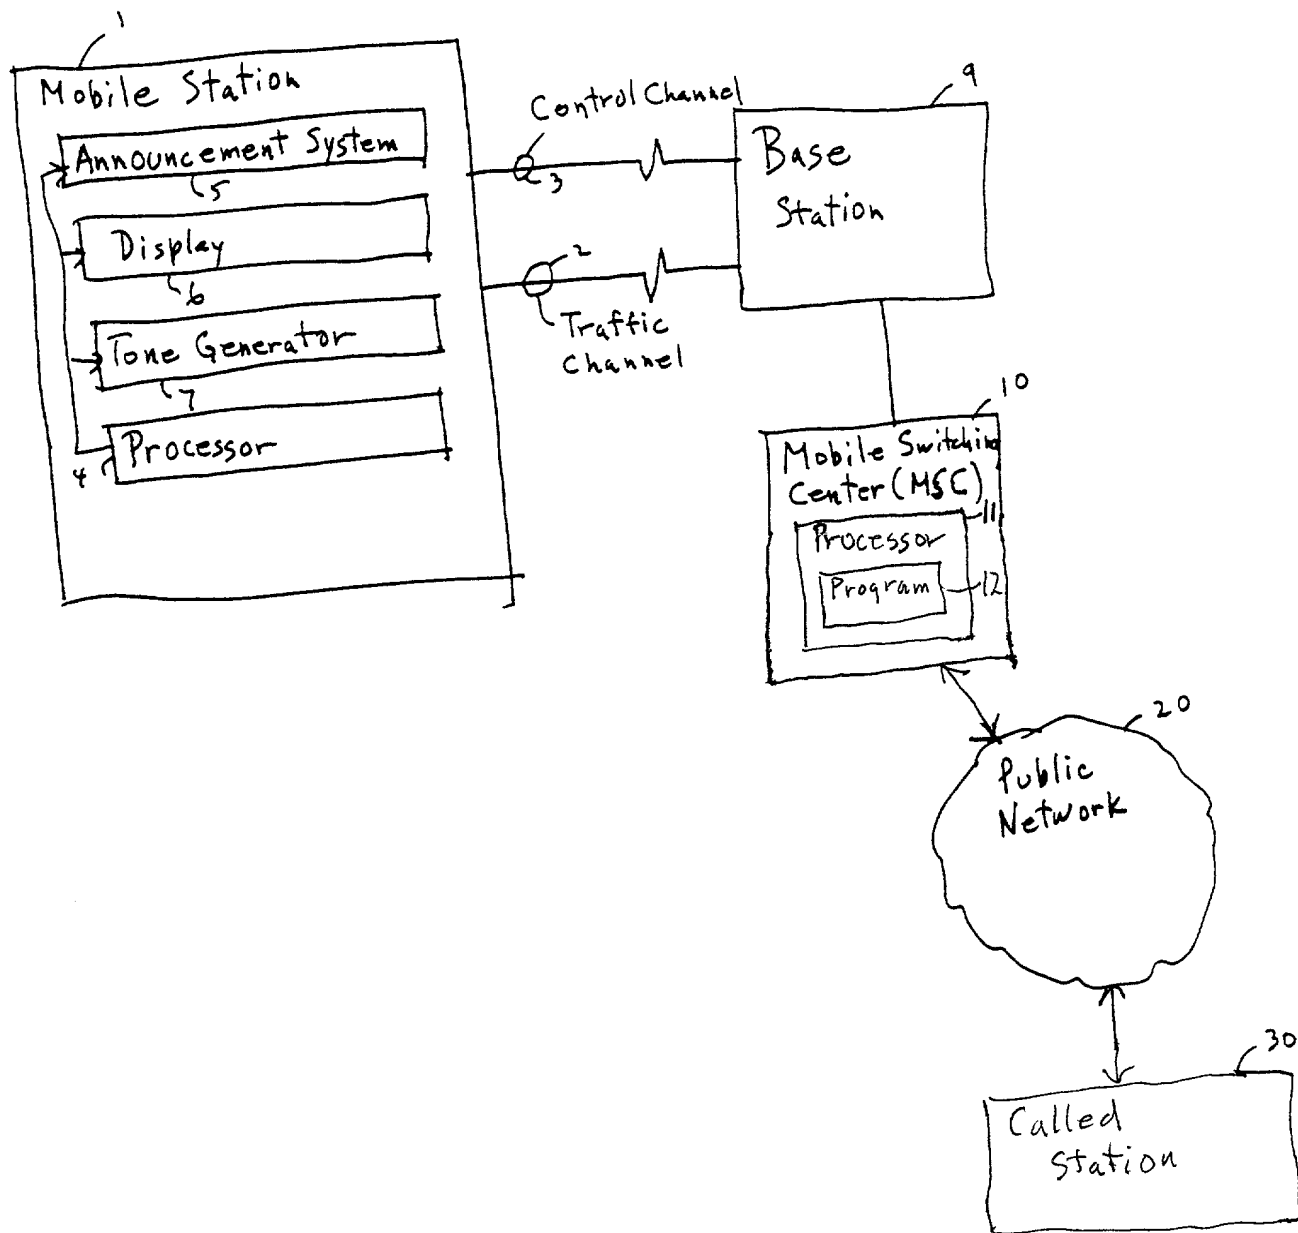 1
Mobile Station
Announcement System
5
Display
6
Tone Generator
7
Processor
4
Control Channel
3
2
Traffic
Channel
9
Base
Station
10
Mobile Switching
Center (MSC)
11
Processor
Program
12
20
Public
Network
30
Called
Station